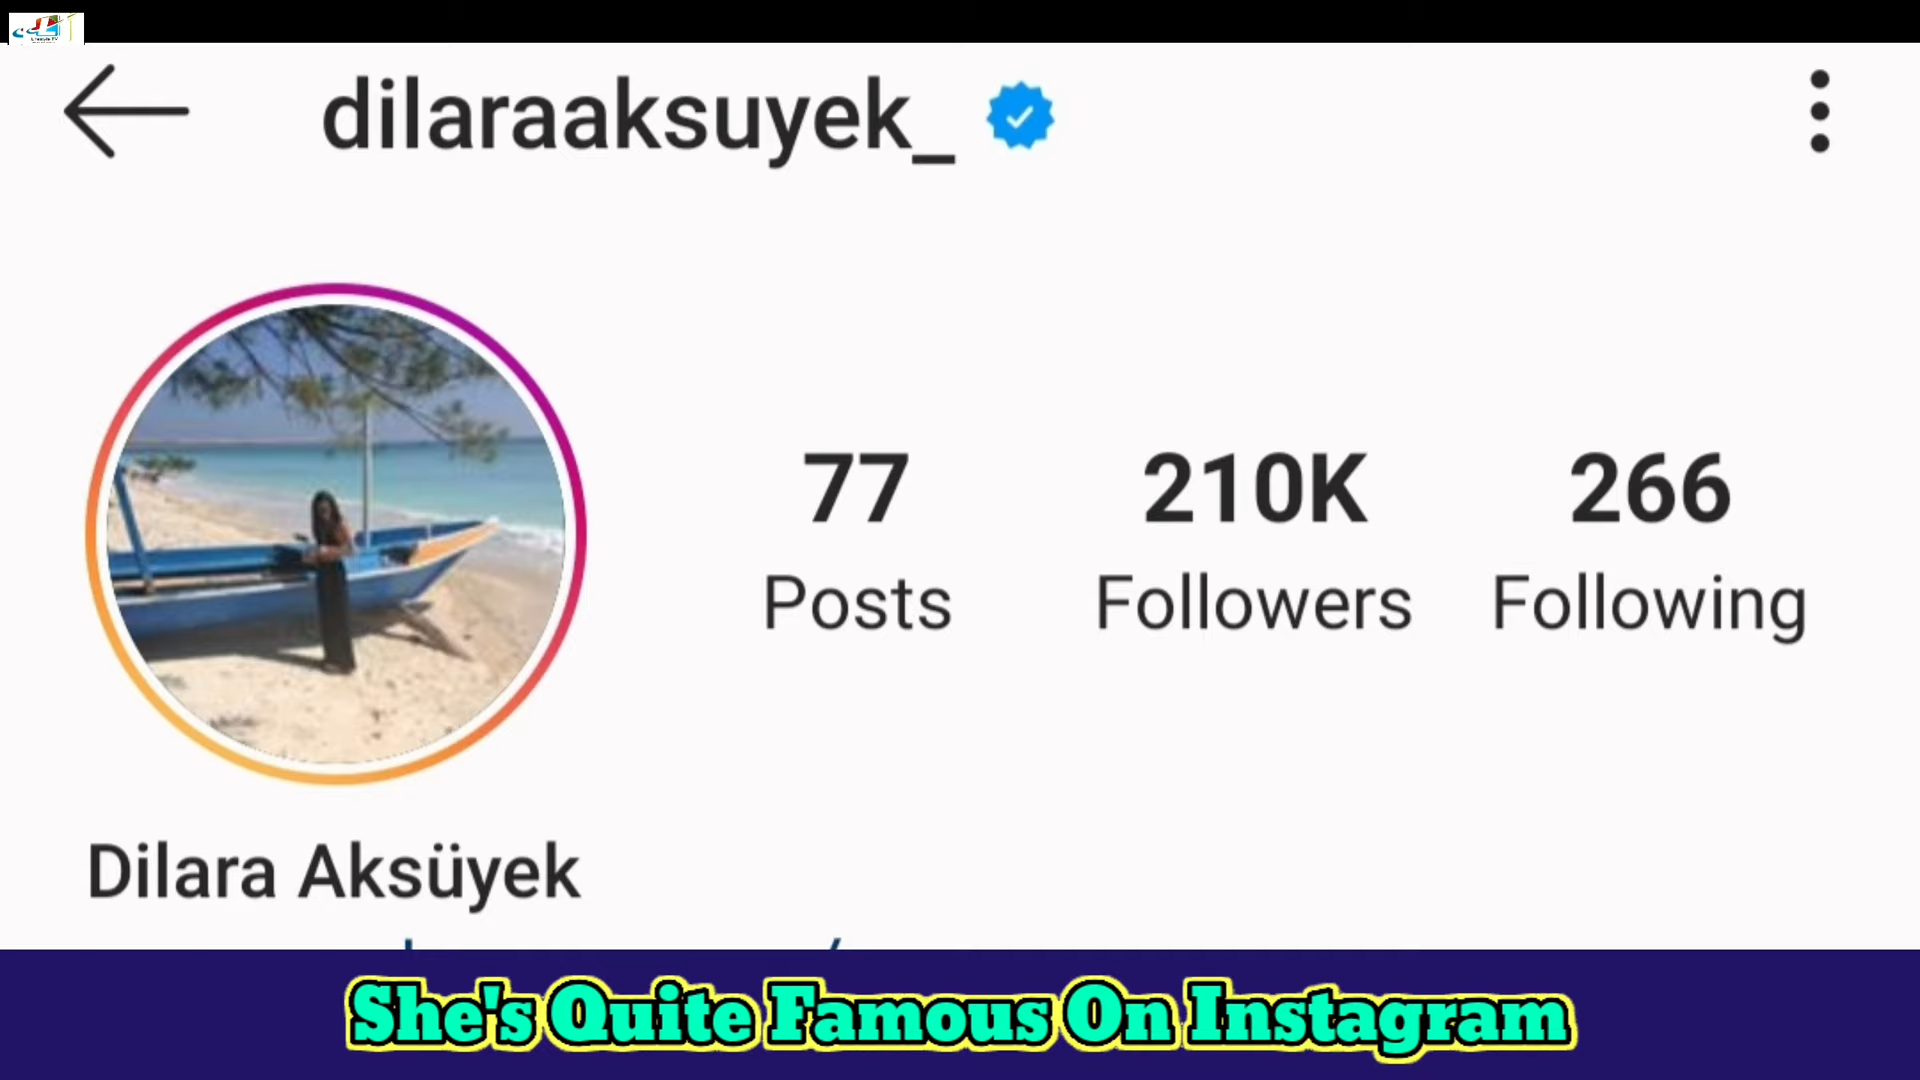 dilaraaksuyek_
77
Posts
210K
Followers
266
Following
Dilara Aksüyek
She's Quite Famous On Instagram